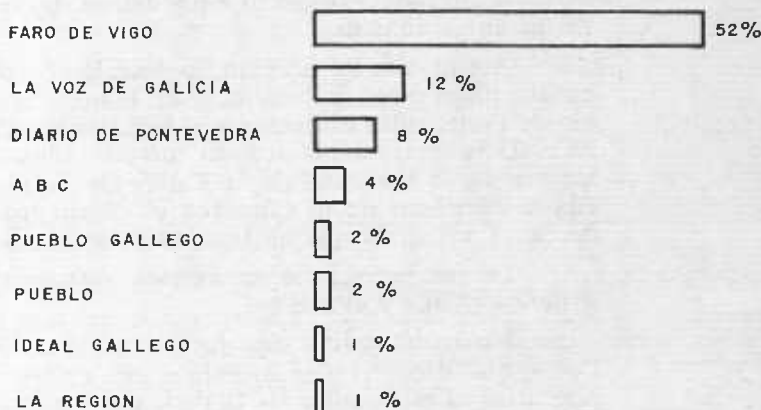 FARO DE VIGO 52%
LA VOZ DE GALICIA 12 %
DIARIO DE PONTEVEDRA 8 %
A B C 4 %
PUEBLO GALLEGO 2 %
PUEBLO 2 %
IDEAL GALLEGO 1 %
LA REGION 1 %